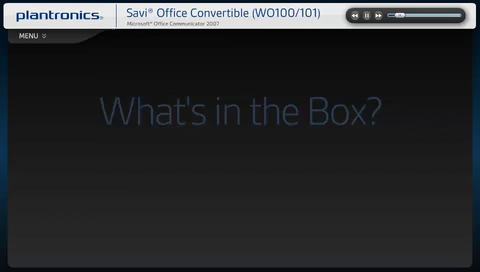 plantronics®
Savi® Office Convertible (WO100/101)
Microsoft® Office Communicator 2007
MENU
What's in the Box?